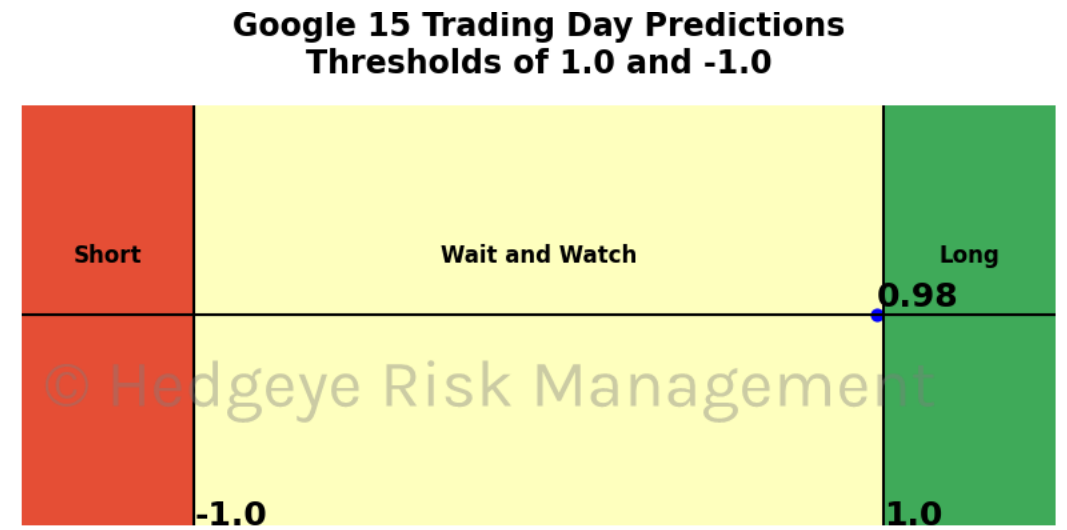 Google 15 Trading Day Predictions
Thresholds of 1.0 and -1.0
Short
Wait and Watch
Long
0.98
© Hedgeye Risk Management
-1.0
1.0